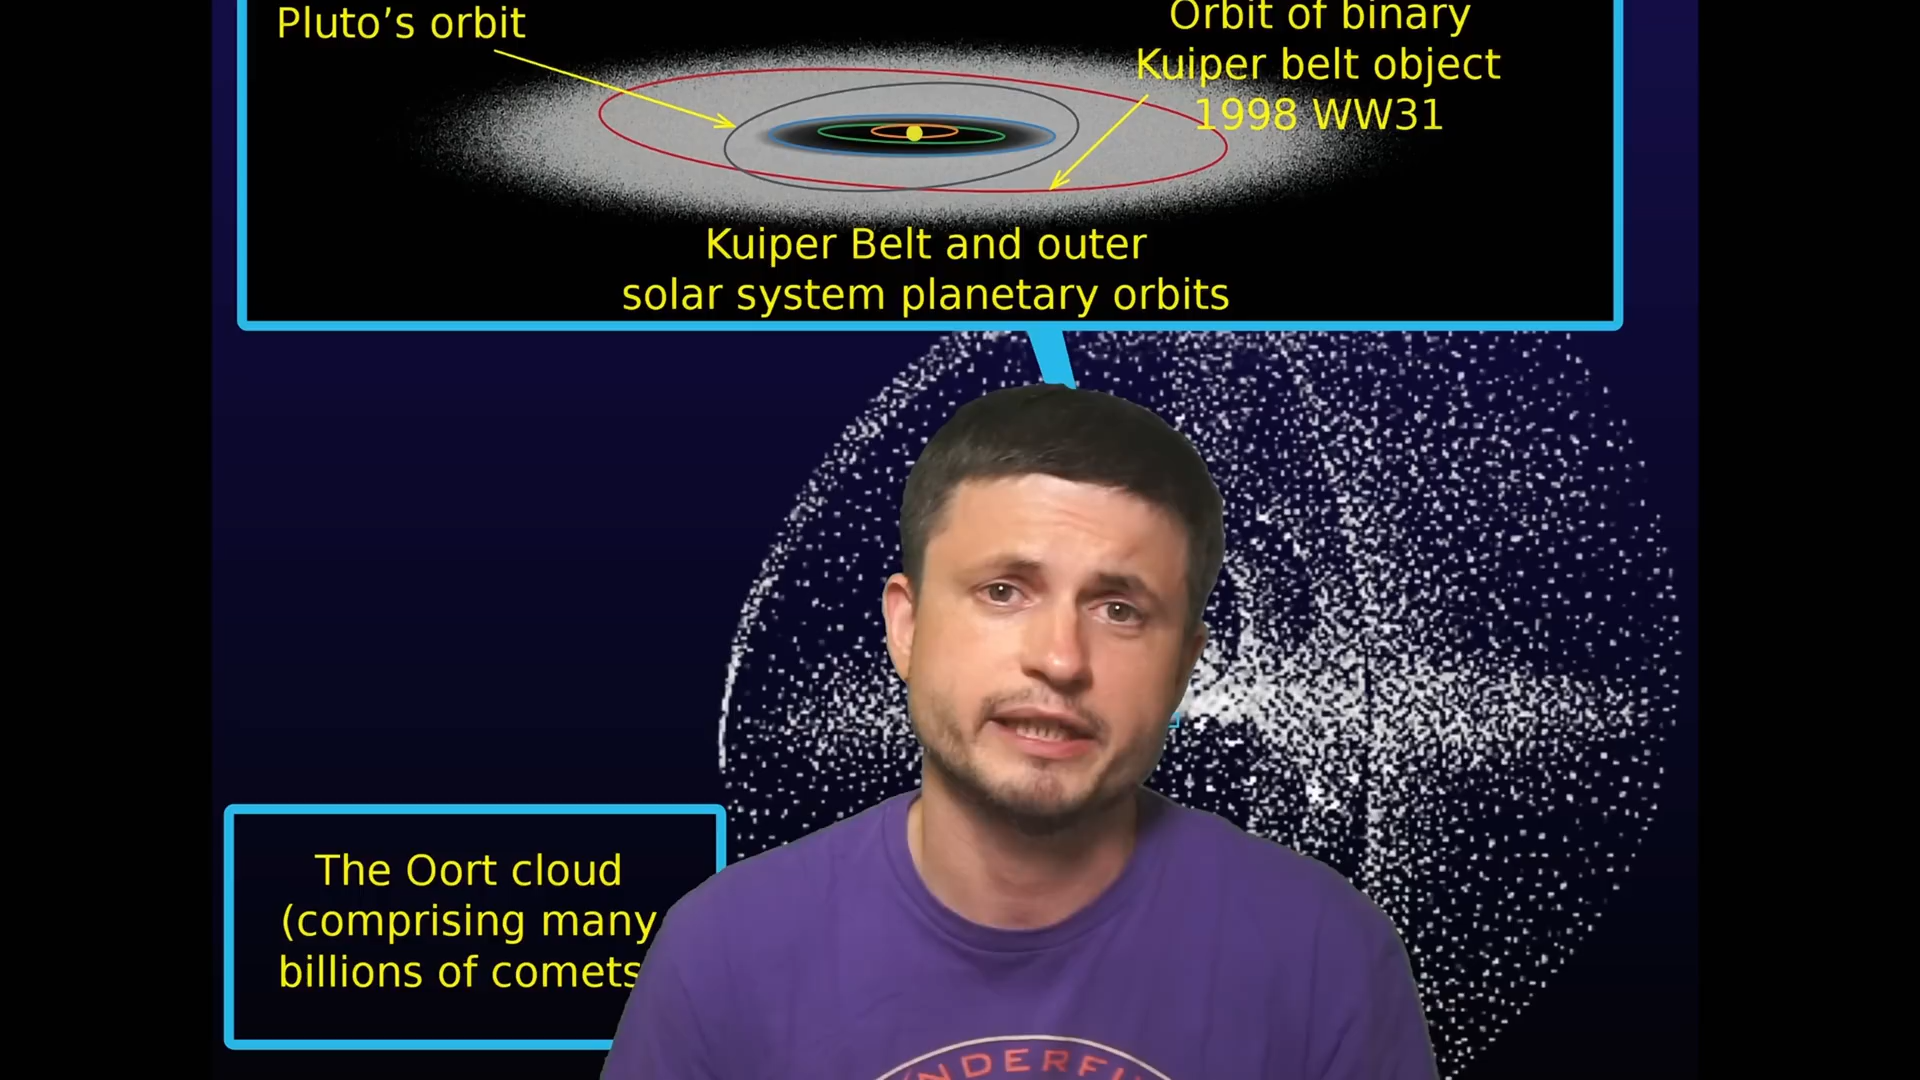 Pluto’s orbit
Orbit of binary
Kuiper belt object
1998 WW31
Kuiper Belt and outer
solar system planetary orbits
The Oort cloud
(comprising many
billions of comets